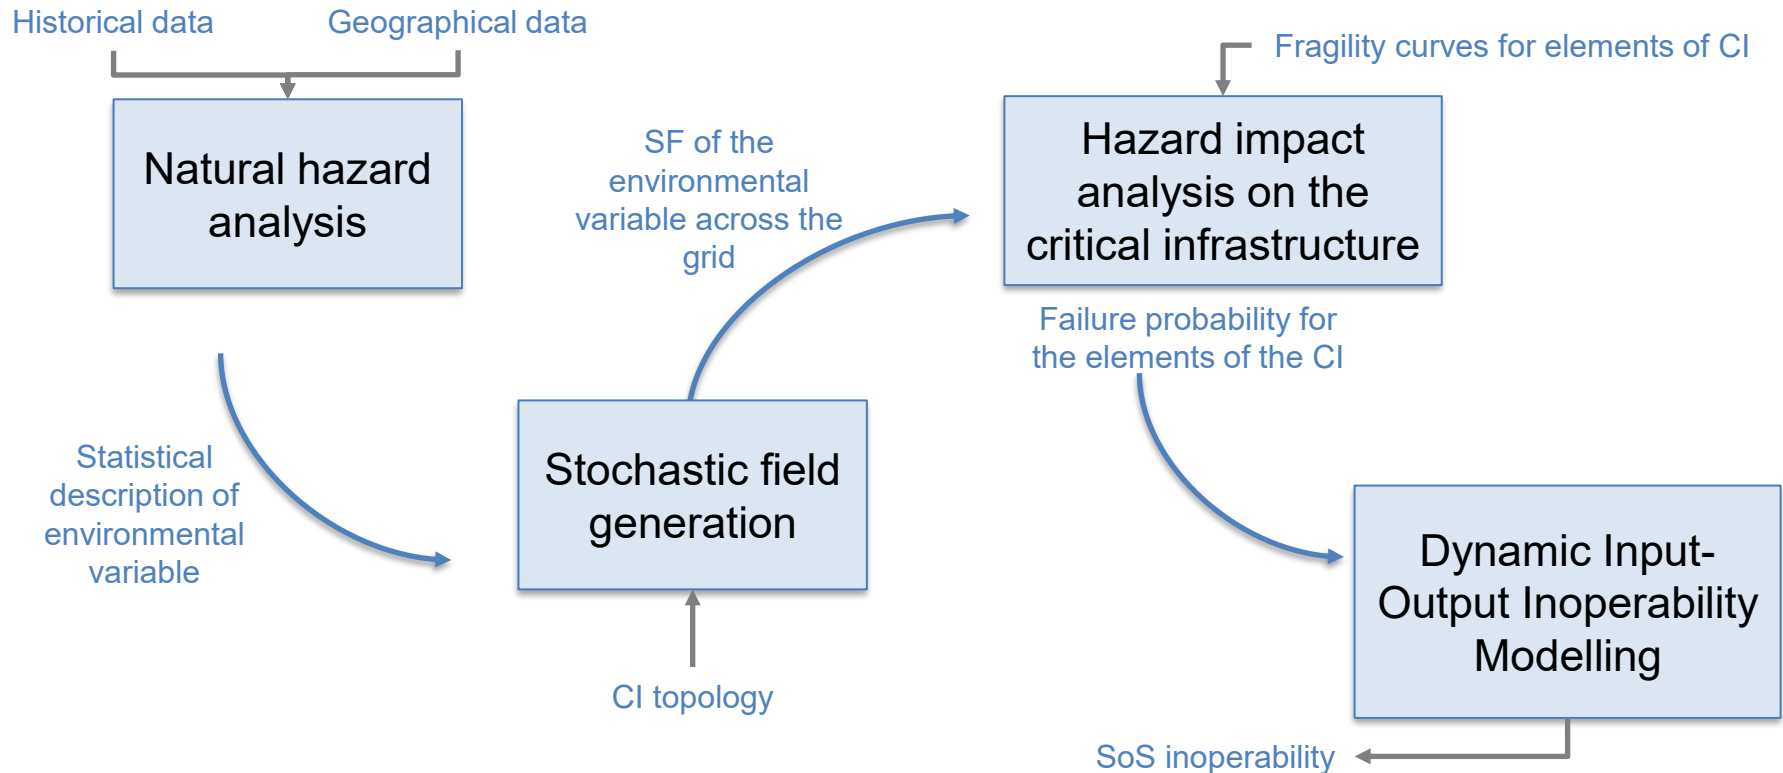 Historical data
Geographical data
Fragility curves for elements of CI
Natural hazard
analysis
SF of the
environmental
variable across the
grid
Hazard impact
analysis on the
critical infrastructure
Failure probability for
the elements of the CI
Statistical
description of
environmental
variable
Stochastic field
generation
CI topology
Dynamic Input-
Output Inoperability
Modelling
SoS inoperability